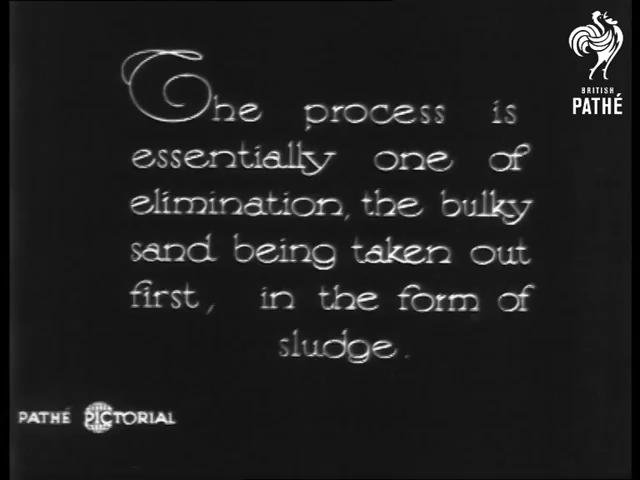 BRITISH
PATHÉ
The process is
essentially one of
elimination, the bulky
sand being taken out
first, in the form of
sludge.
PATHÉ PICTORIAL